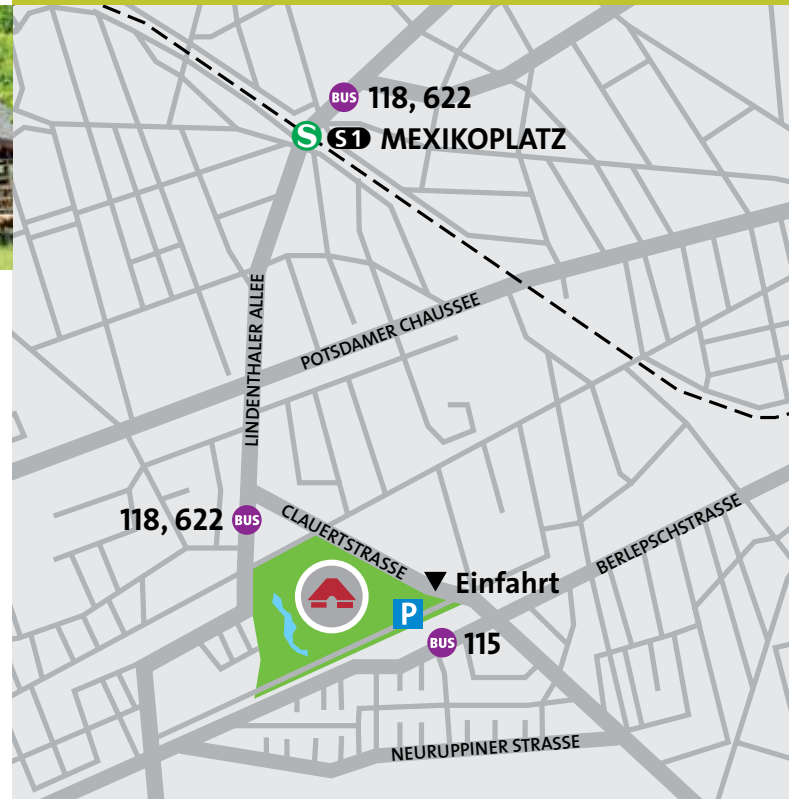 BUS 118, 622
S S1 MEXIKOPLATZ
LINDENTHALER ALLEE
POTSDAMER CHAUSSEE
118, 622 BUS
CLAUERTSTRASSE
BERLEPSCHSTRASSE
Einfahrt
P
BUS 115
NEURUPPINER STRASSE